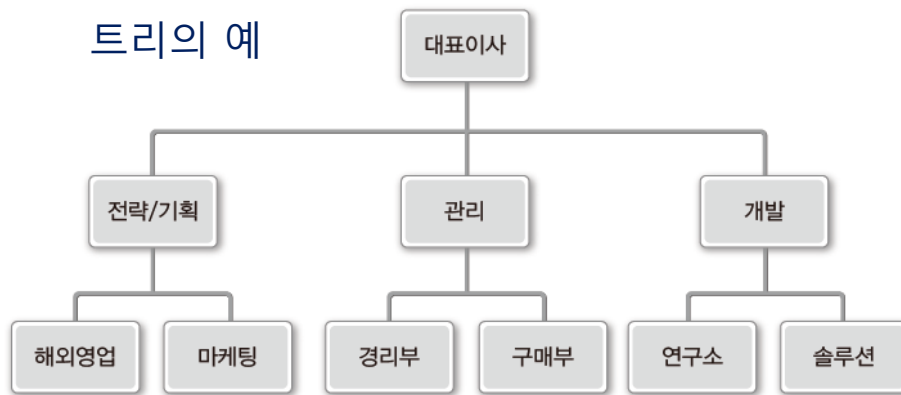 트리의 예
대표이사
전략/기획
관리
개발
해외영업
마케팅
경리부
구매부
연구소
솔루션